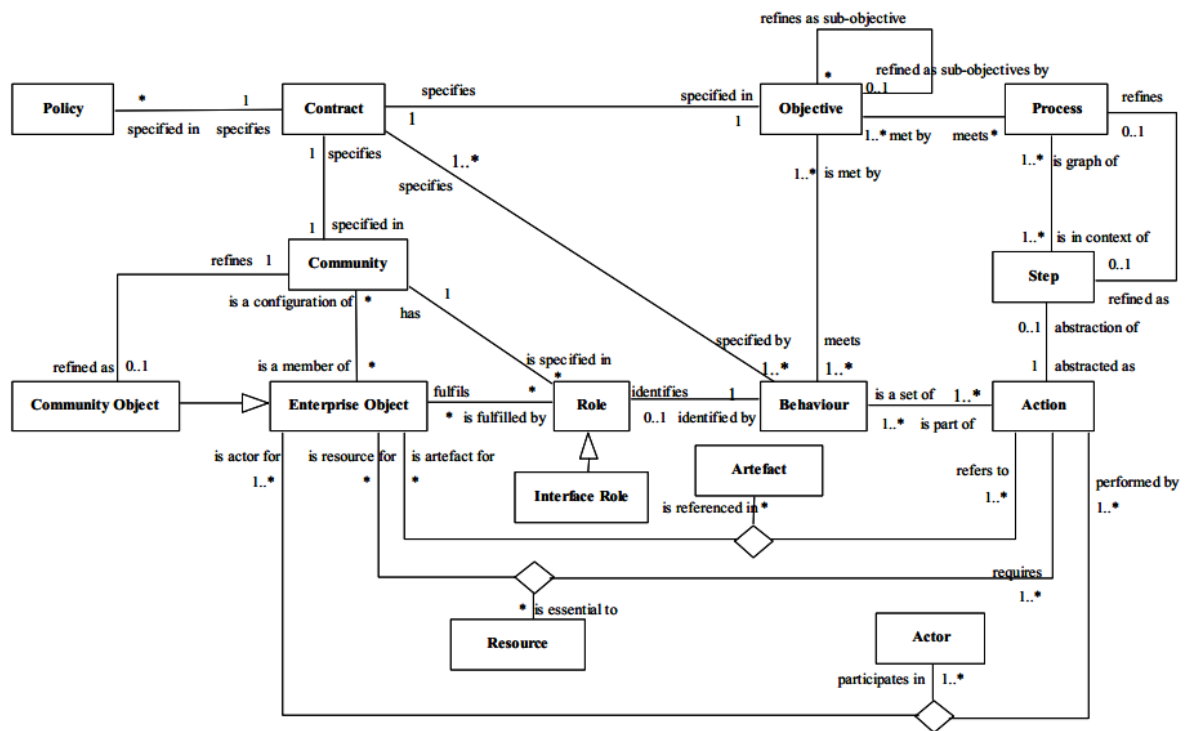 refines as sub-objective
* refined as sub-objectives by
0..1
Policy
* 1
specified in specifies
Contract
specifies
1
specified in
1
Objective
1..* met by
meets*
Process
refines
0..1
1 specifies
1..*
specifies
1..* is met by
1..* is graph of
1 specified in
1..* is in context of
refines 1
Community
Step
0..1
refined as
is a configuration of *
1
has
0..1 abstraction of
specified by
1..*
meets
1..*
is specified in
*
is a member of *
1 abstracted as
refined as 0..1
Community Object
Enterprise Object
fulfils *
* is fulfilled by
Role
identifies 1
0..1 identified by
Behaviour
is a set of 1..*
1..* is part of
Action
is actor for
1..*
is resource for
*
is artefact for
*
Interface Role
Artefact
is referenced in *
refers to
1..*
performed by
1..*
requires
1..*
* is essential to
Resource
Actor
participates in 1..*